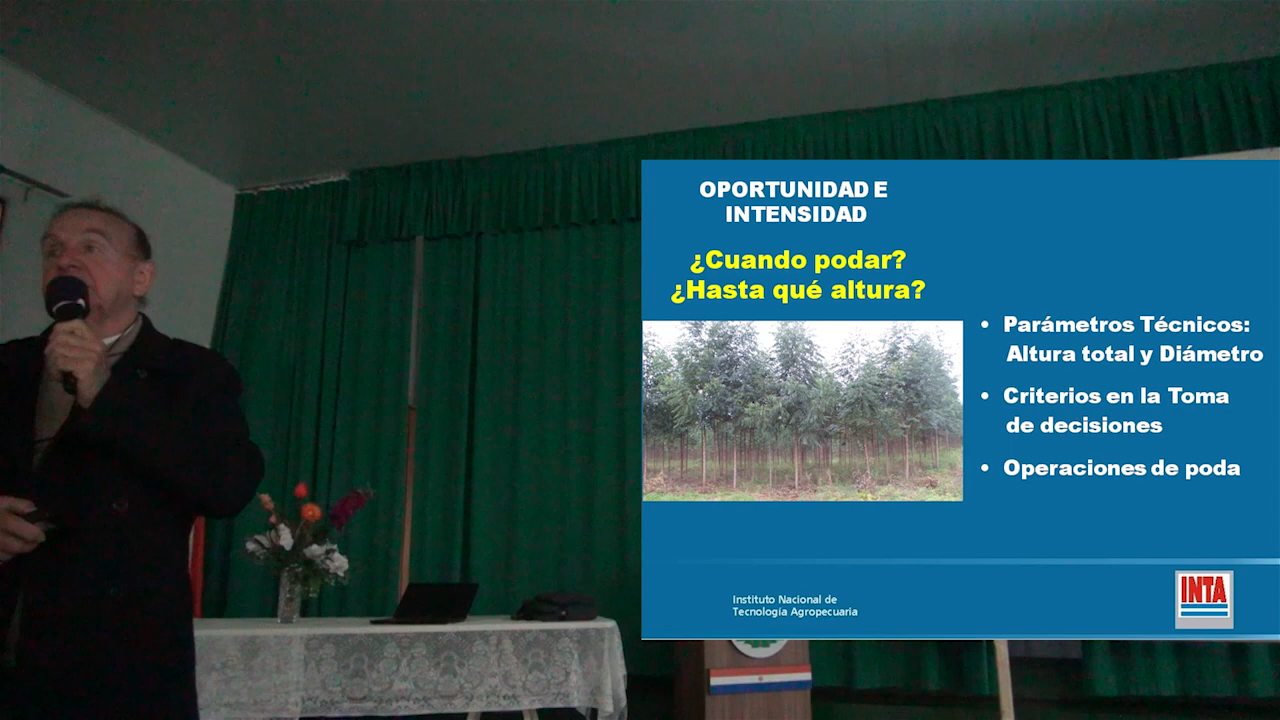 OPORTUNIDAD E
INTENSIDAD
¿Cuando podar?
¿Hasta qué altura?
• Parámetros Técnicos:
Altura total y Diámetro
• Criterios en la Toma
de decisiones
• Operaciones de poda
Instituto Nacional de
Tecnología Agropecuaria
INTA